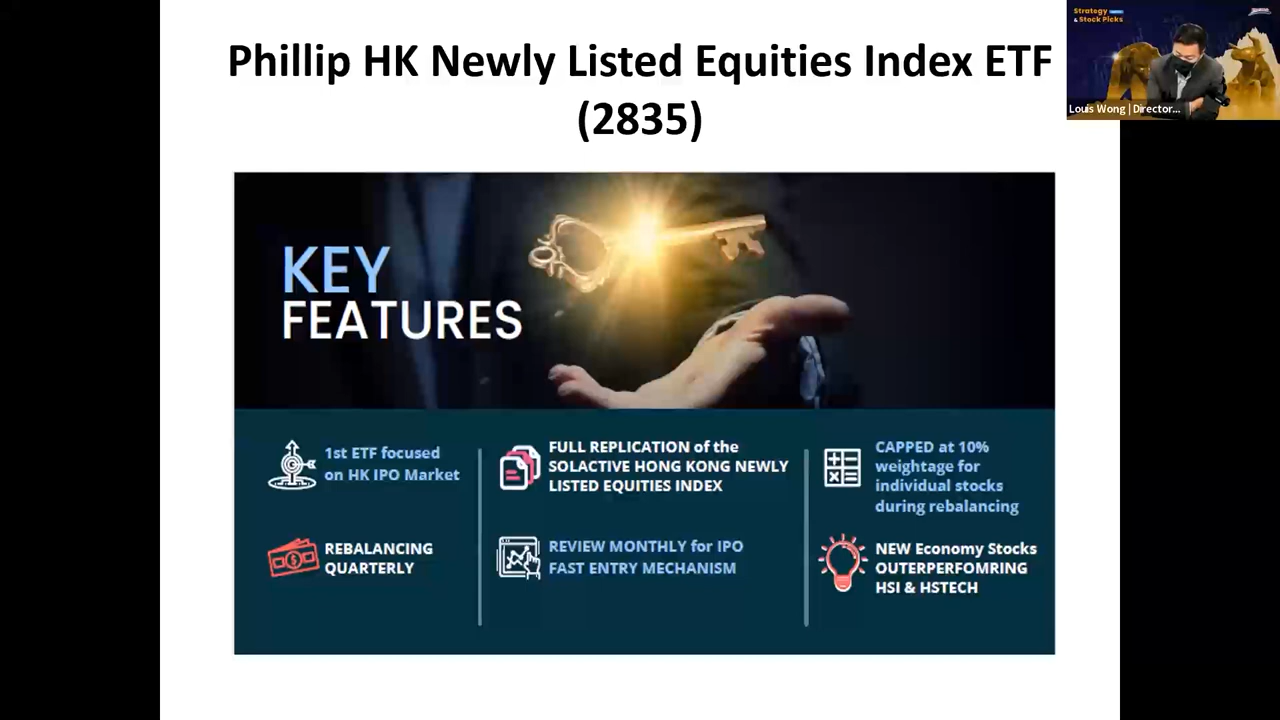 Phillip HK Newly Listed Equities Index ETF
(2835)
Strategy
& Stock Picks
Louis Wong | Director...
KEY
FEATURES
1st ETF focused
on HK IPO Market
REBALANCING
QUARTERLY
FULL REPLICATION of the
SOLACTIVE HONG KONG NEWLY
LISTED EQUITIES INDEX
REVIEW MONTHLY for IPO
FAST ENTRY MECHANISM
CAPPED at 10%
weightage for
individual stocks
during rebalancing
NEW Economy Stocks
OUTERPERFOMRING
HSI & HSTECH